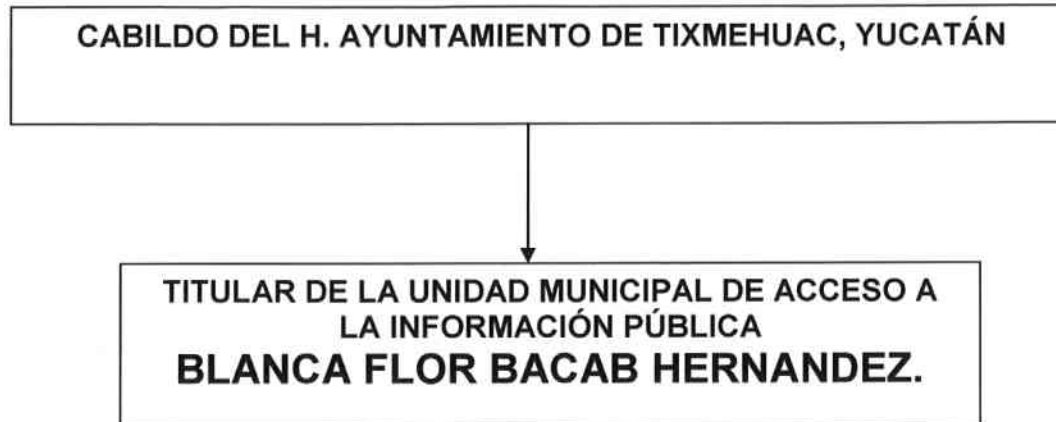 CABILDO DEL H. AYUNTAMIENTO DE TIXMEHUAC, YUCATÁN
TITULAR DE LA UNIDAD MUNICIPAL DE ACCESO A
LA INFORMACIÓN PÚBLICA
BLANCA FLOR BACAB HERNANDEZ.